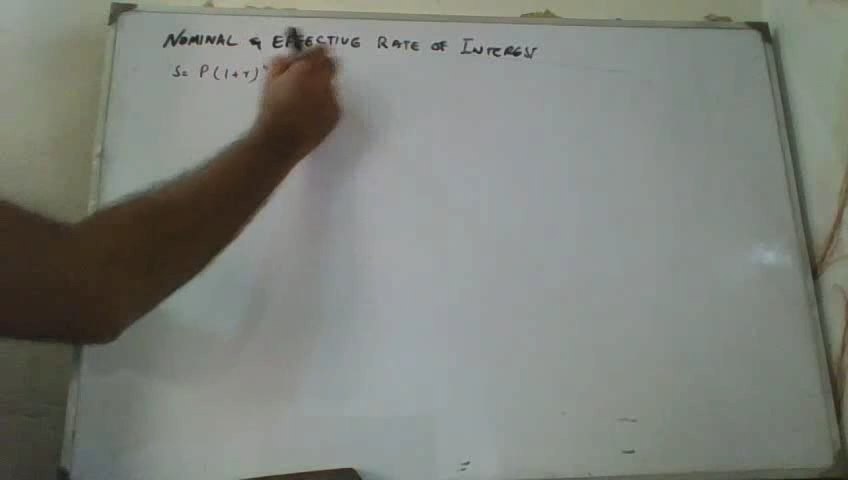 NOMINAL & EFFECTIVE RATE OF INTEREST
S= P(1+r)